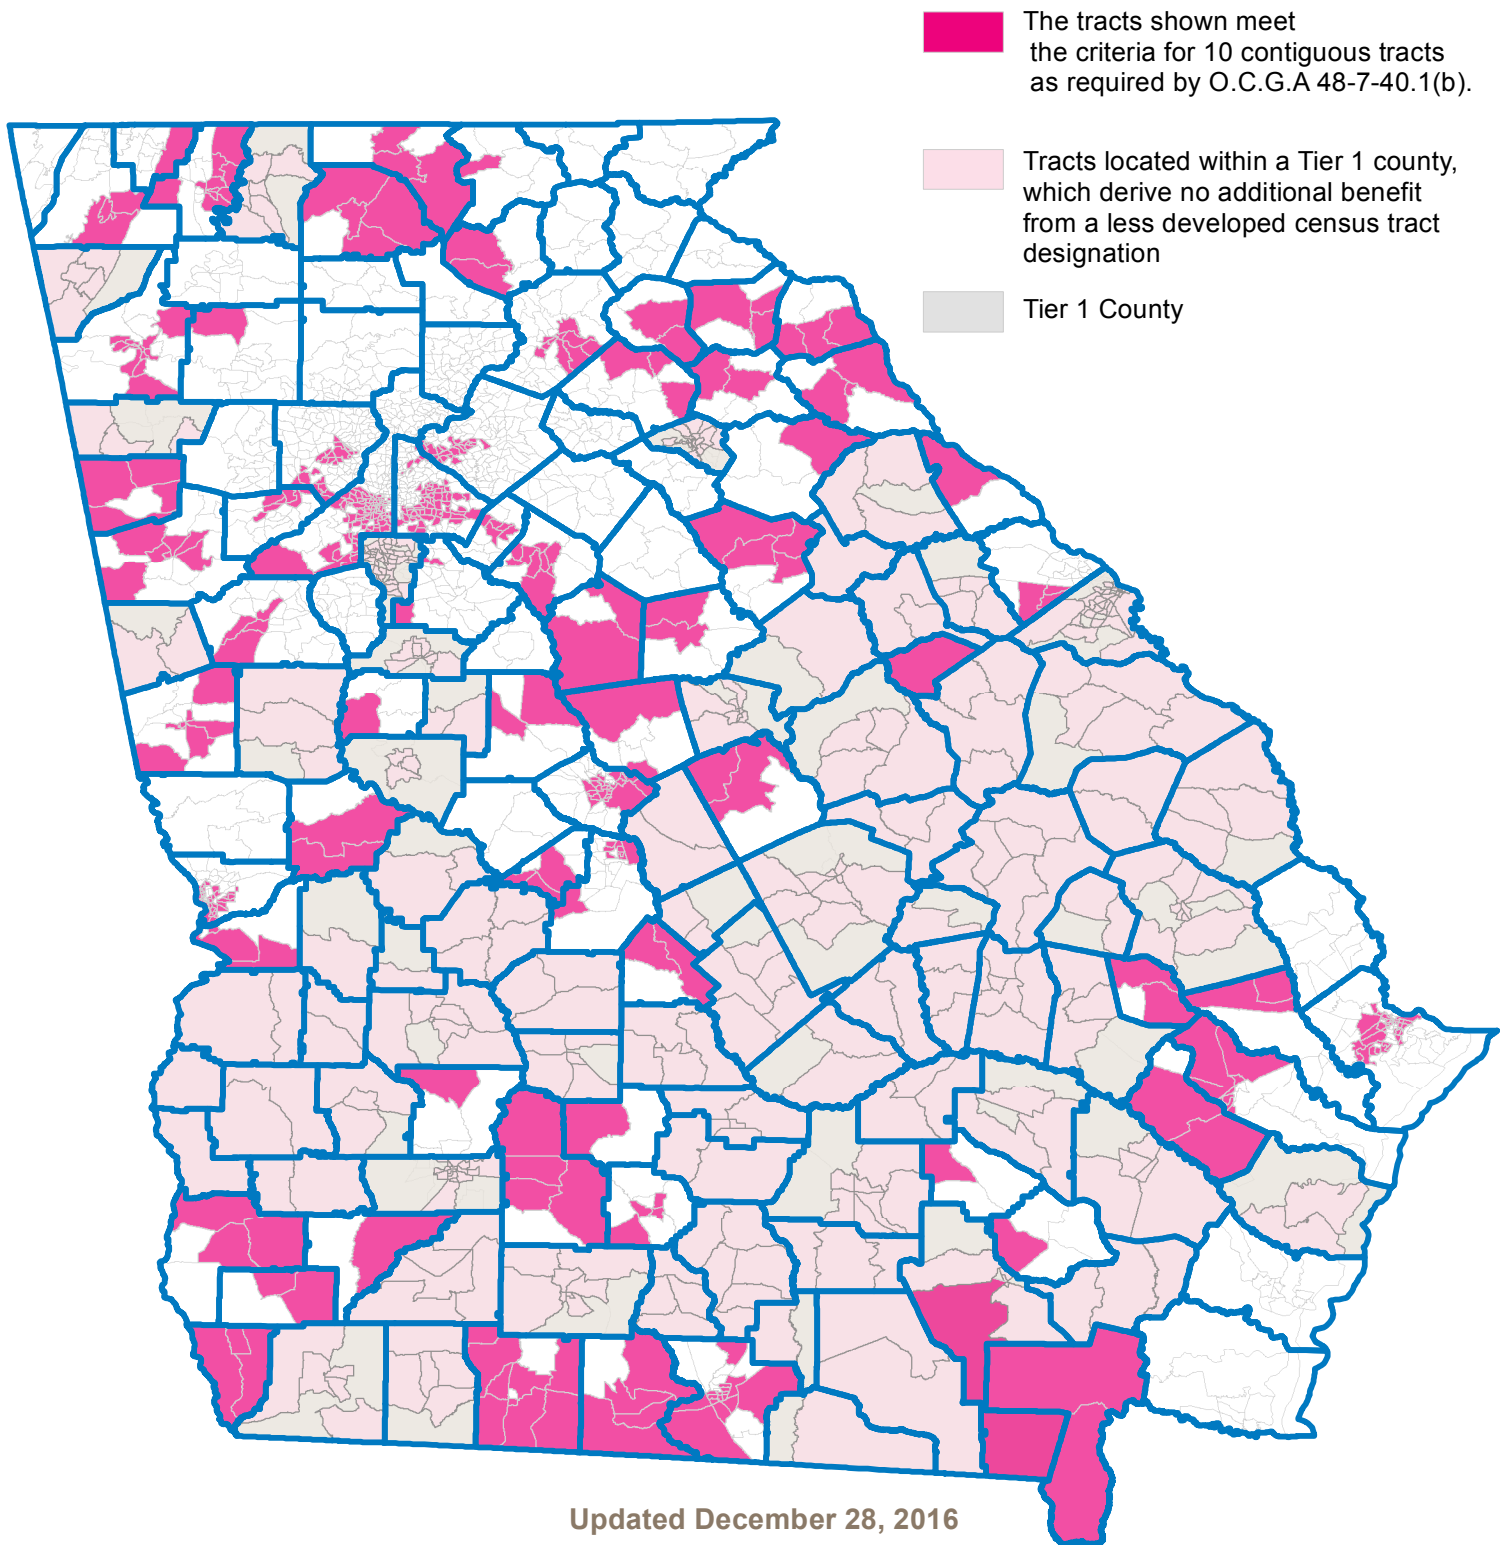 The tracts shown meet
the criteria for 10 contiguous tracts
as required by O.C.G.A 48-7-40.1(b).
Tracts located within a Tier 1 county,
which derive no additional benefit
from a less developed census tract
designation
Tier 1 County
Updated December 28, 2016